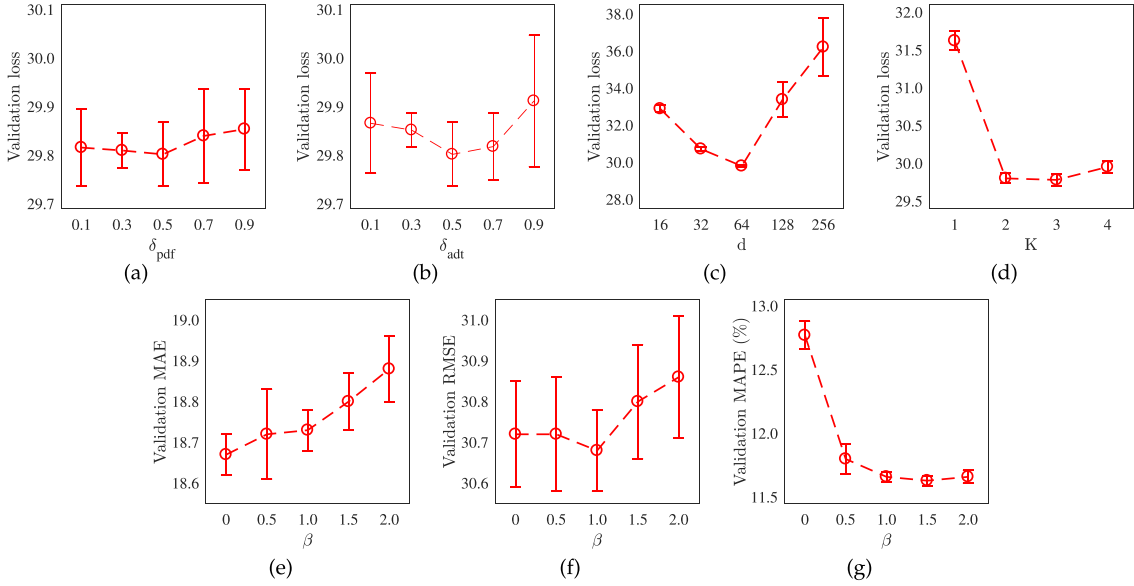 30.1
30.0
29.9
29.8
29.7
Validation loss
0.1 0.3 0.5 0.7 0.9
δpdf
(a)
30.1
30.0
29.9
29.8
29.7
Validation loss
0.1 0.3 0.5 0.7 0.9
δadt
(b)
38.0
36.0
34.0
32.0
30.0
28.0
Validation loss
16 32 64 128 256
d
(c)
32.0
31.5
31.0
30.5
30.0
29.5
Validation loss
1 2 3 4
K
(d)
19.0
18.9
18.8
18.7
18.6
Validation MAE
0 0.5 1.0 1.5 2.0
β
(e)
31.0
30.9
30.8
30.7
30.6
Validation RMSE
0 0.5 1.0 1.5 2.0
β
(f)
13.0
12.5
12.0
11.5
Validation MAPE (%)
0 0.5 1.0 1.5 2.0
β
(g)